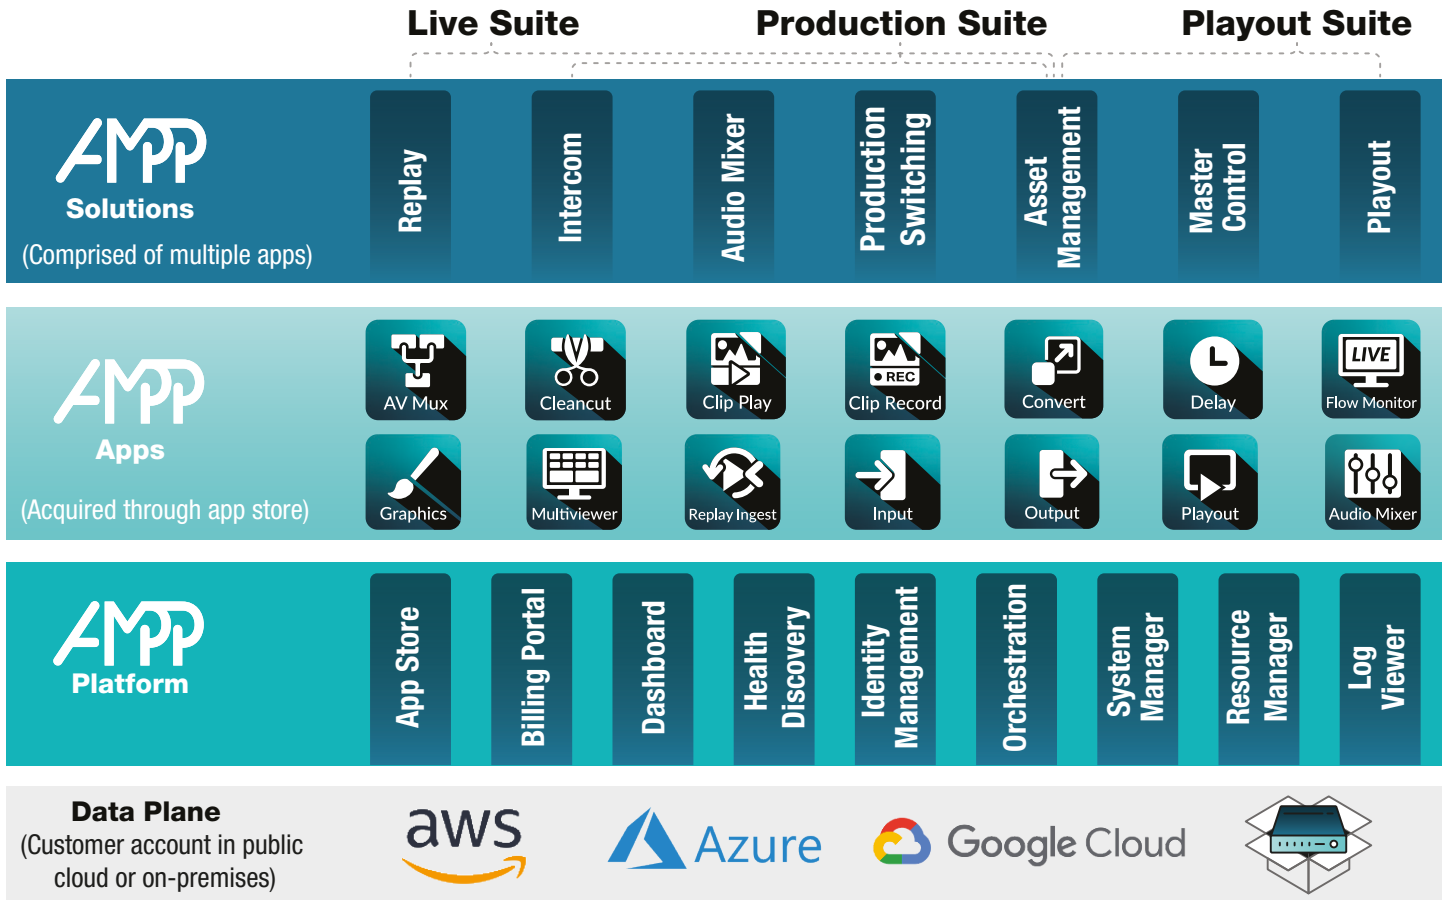 Live Suite
Production Suite
Playout Suite
AMPP
Solutions
(Comprised of multiple apps)
Replay
Intercom
Audio Mixer
Production
Switching
Asset
Management
Master
Control
Playout
AMPP
Apps
(Acquired through app store)
AV Mux
Cleancut
Clip Play
REC
Clip Record
Convert
Delay
LIVE
Flow Monitor
Graphics
Multiviewer
Replay Ingest
Input
Output
Playout
Audio Mixer
AMPP
Platform
App Store
Billing Portal
Dashboard
Health
Discovery
Identity
Management
Orchestration
System
Manager
Resource
Manager
Log
Viewer
Data Plane
(Customer account in public
cloud or on-premises)
aws
Azure
Google Cloud